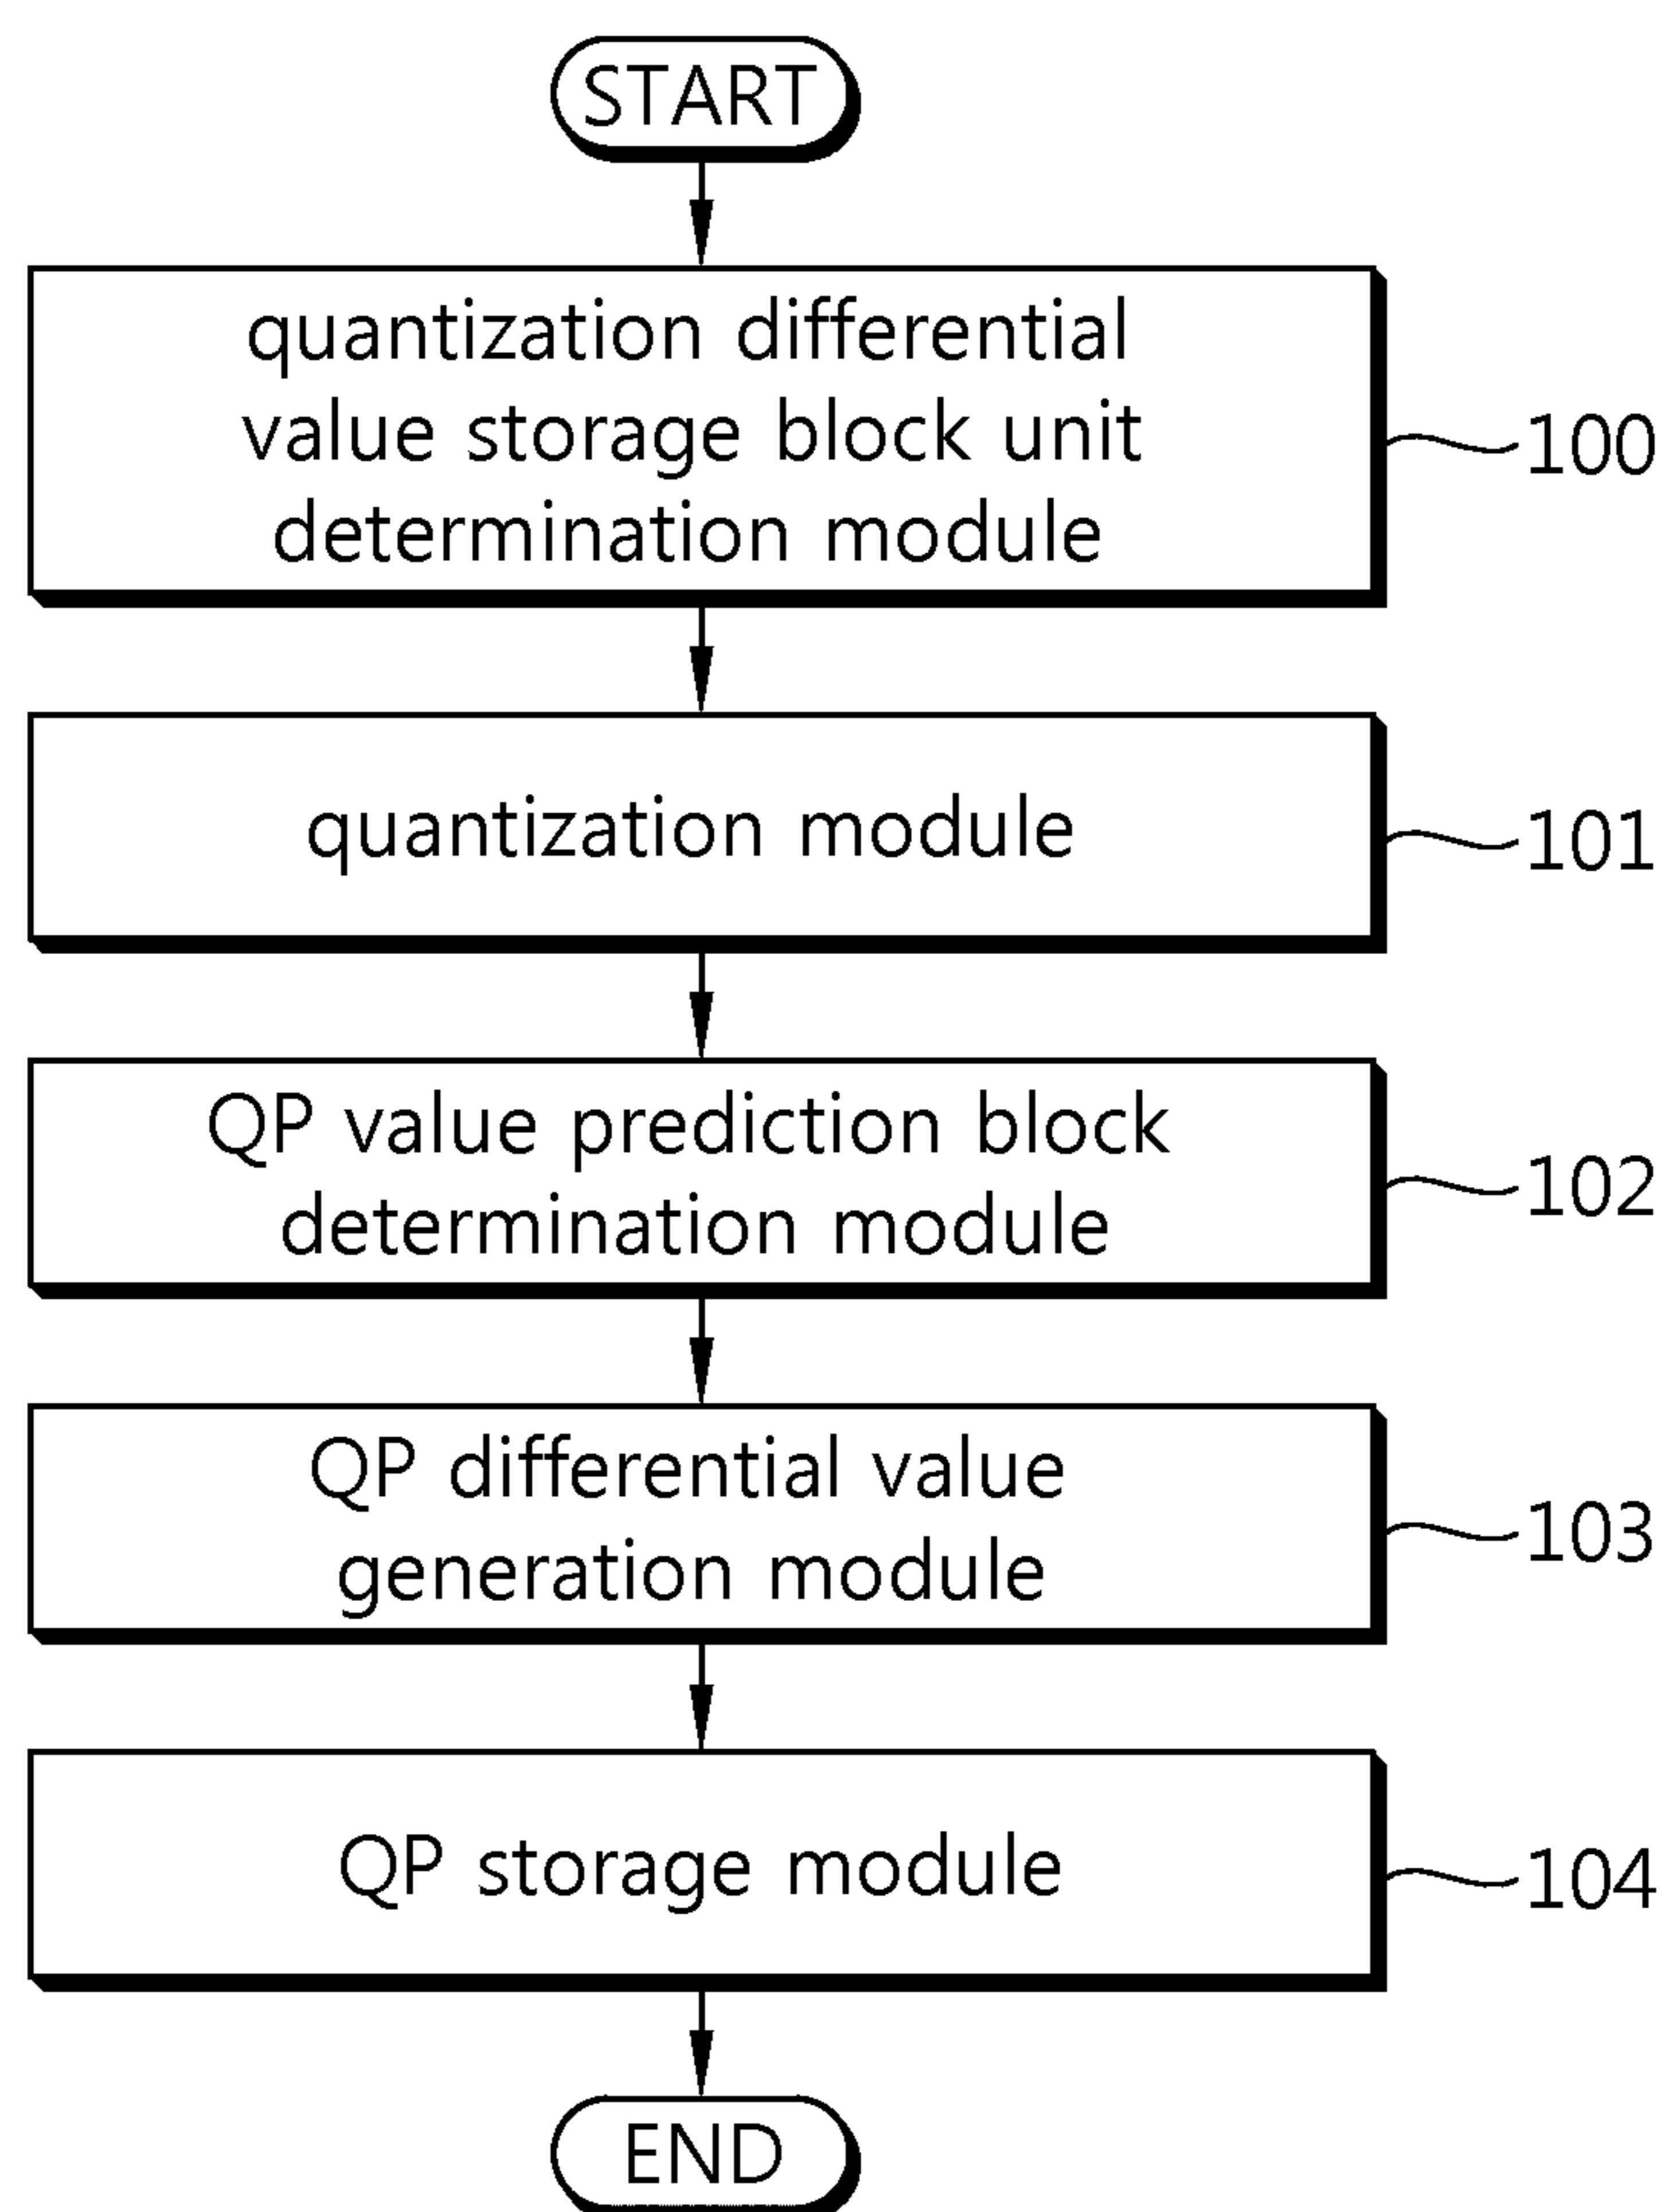 START
quantization differential
value storage block unit
determination module
100
quantization module
101
QP value prediction block
determination module
102
QP differential value
generation module
103
QP storage module
104
END